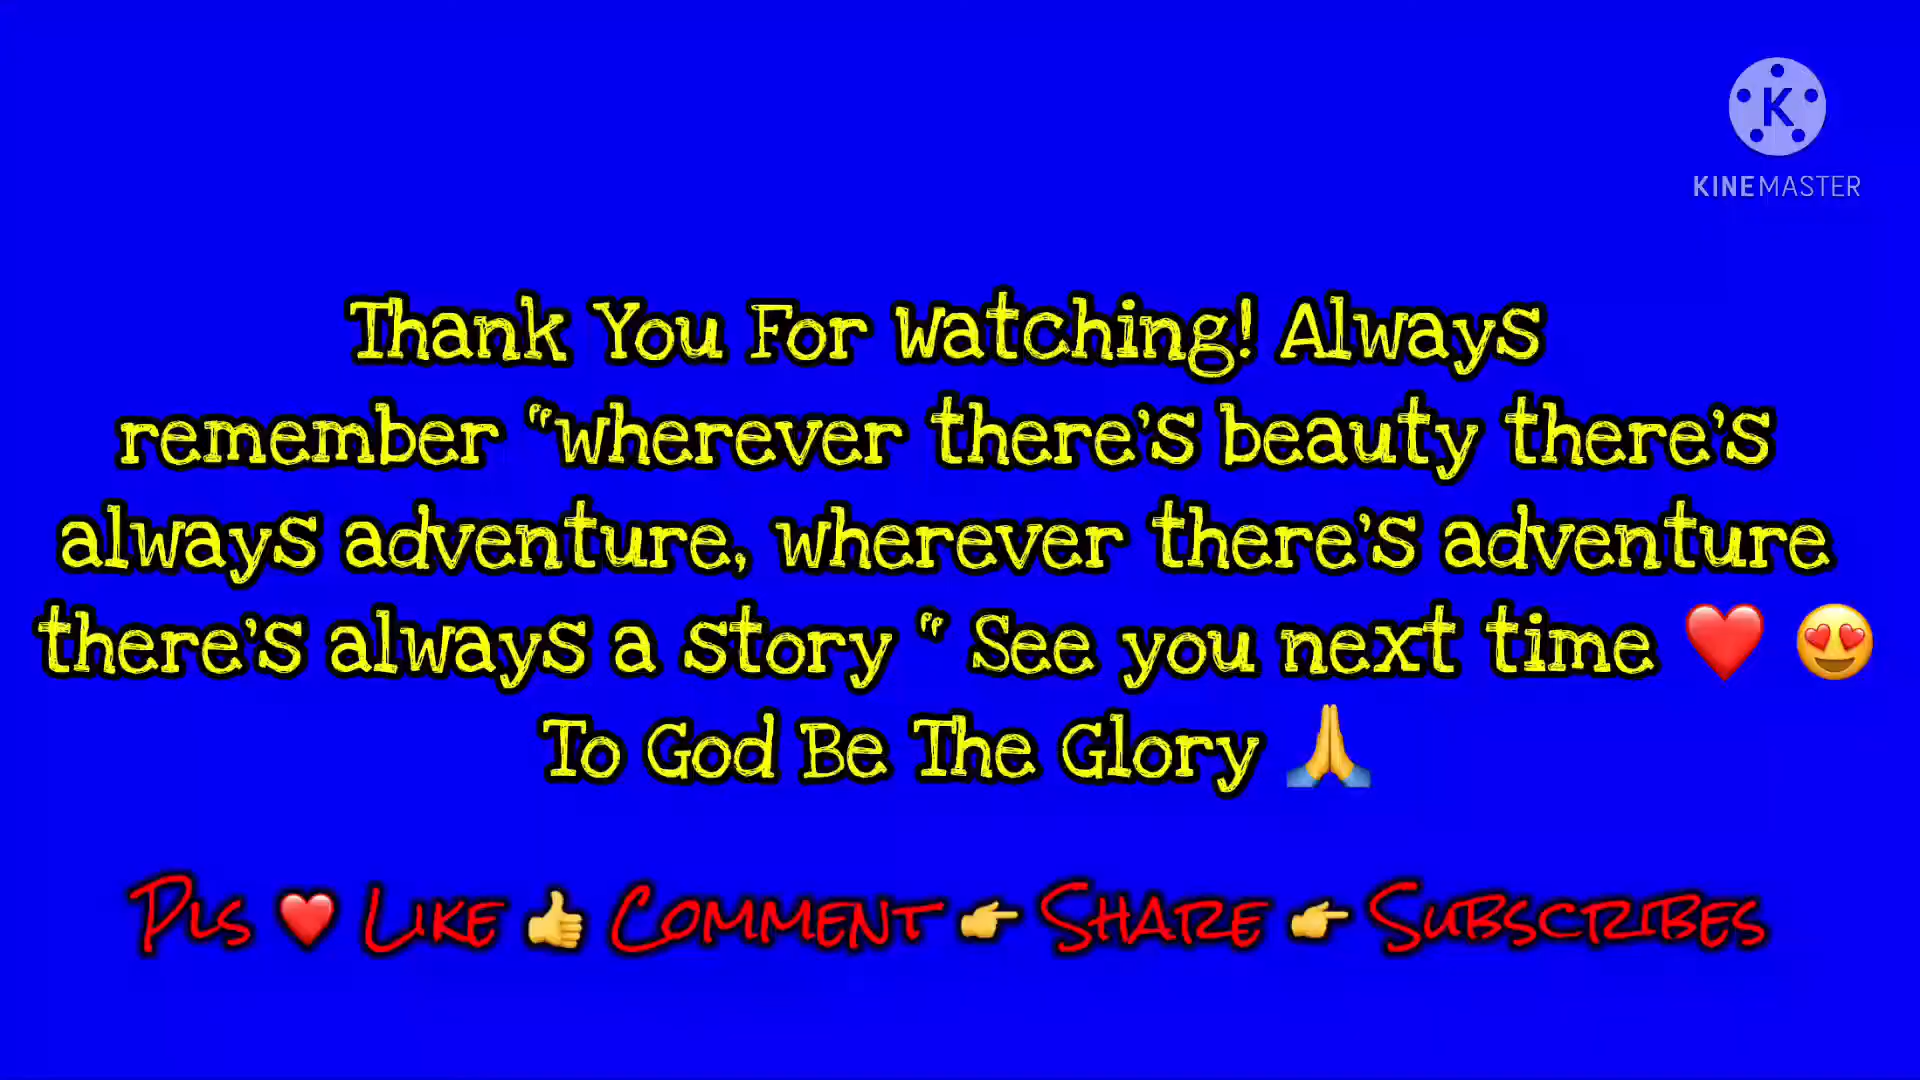 K
KINEMASTER
Thank You For Watching! Always
remember “wherever there's beauty there's
always adventure, wherever there's adventure
there's always a story “ See you next time ❤️ 😍
To God Be The Glory 🙏
Pls ❤️ Like 👍 Comment 👉 Share 👉 Subscribes